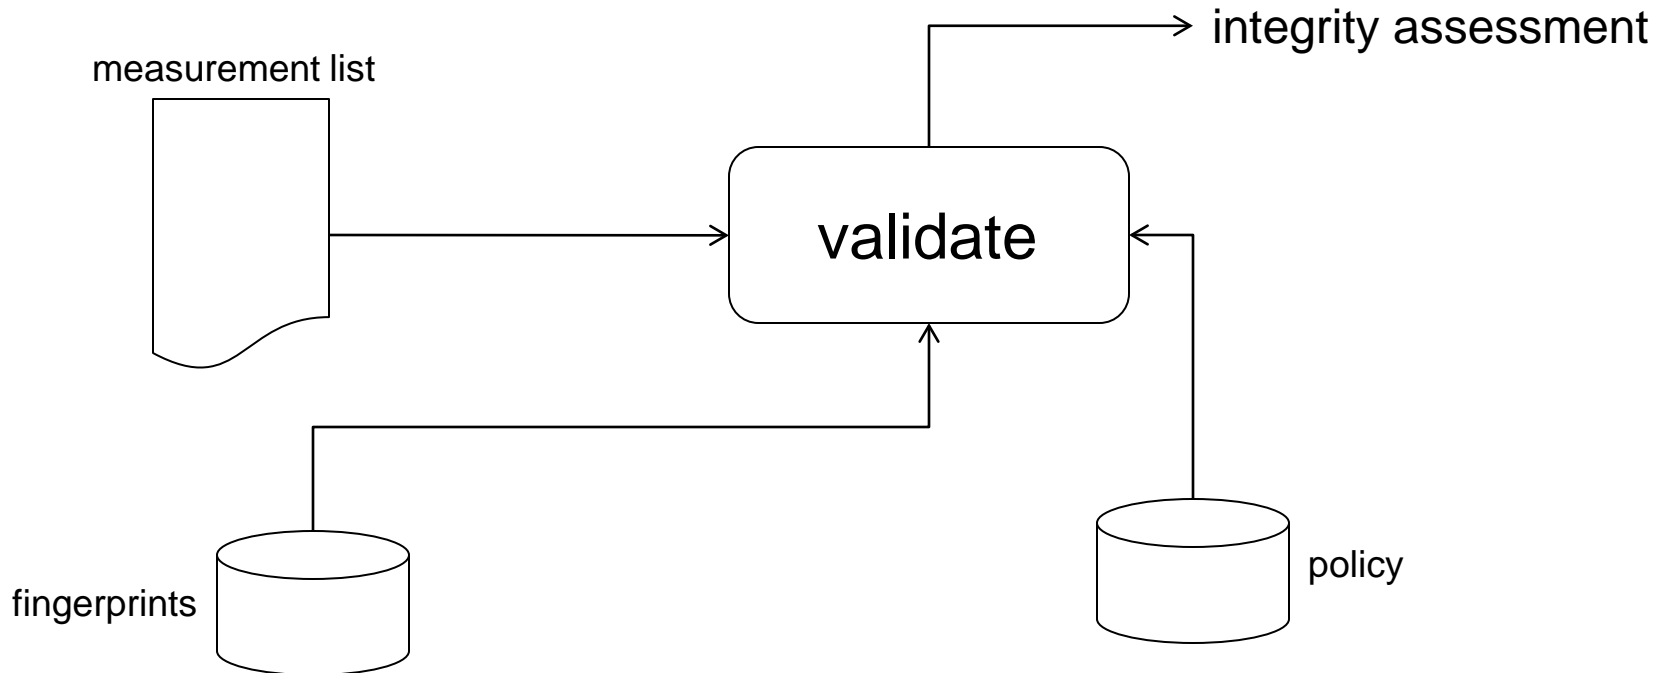 integrity assessment
measurement list
validate
policy
fingerprints